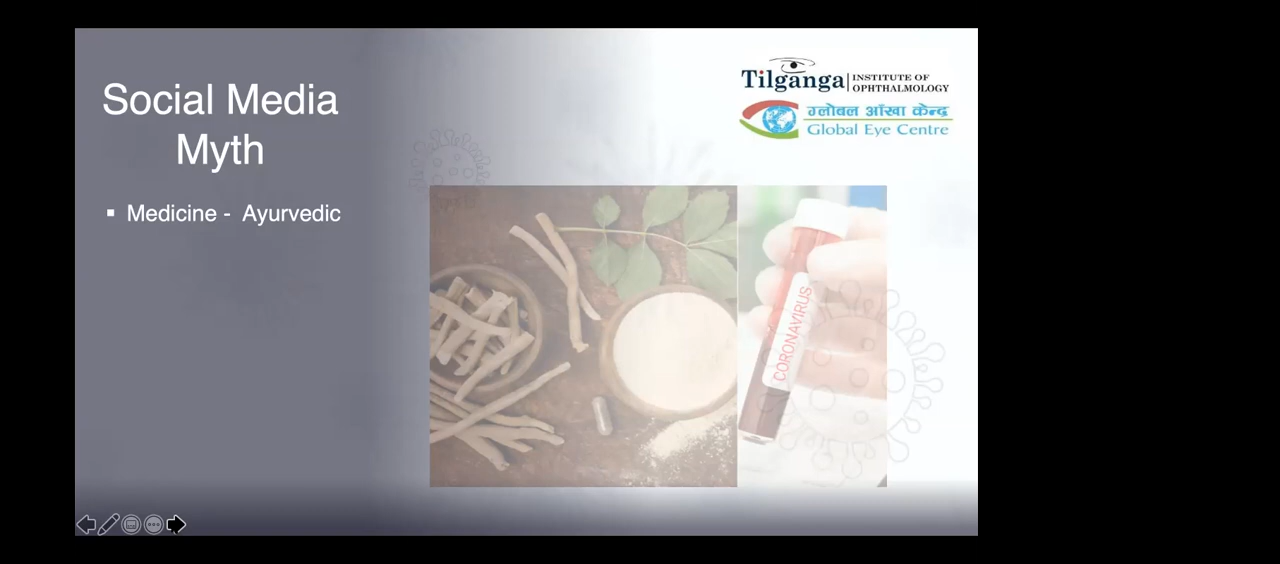 Social Media
Myth
▪ Medicine - Ayurvedic
Tilganga
INSTITUTE OF
OPHTHALMOLOGY
ग्लोबल आँखा केन्द्र
Global Eye Centre
CORONAVIRUS